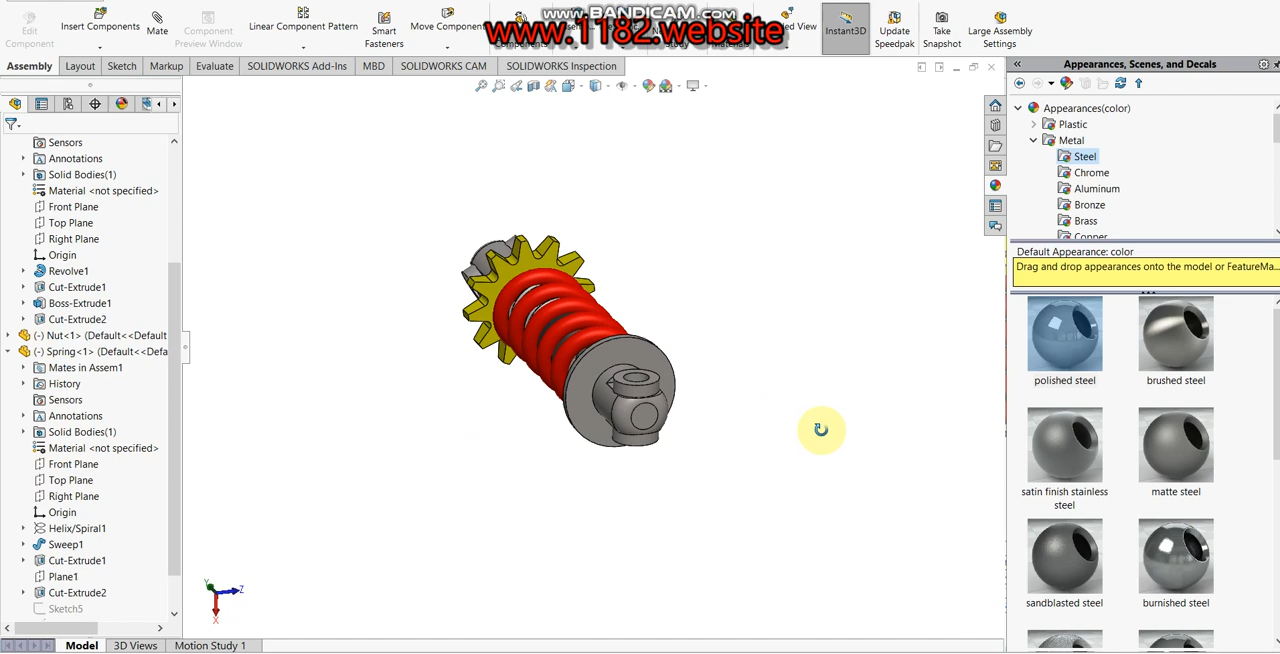 www.BANDICAM.com
www.1182.website
Edit Component
Insert Components
Mate
Component Preview Window
Linear Component Pattern
Smart Fasteners
Move Components
Instant3D
Update Speedpak
Take Snapshot
Large Assembly Settings
Assembly
Layout
Sketch
Markup
Evaluate
SOLIDWORKS Add-Ins
MBD
SOLIDWORKS CAM
SOLIDWORKS Inspection
Sensors
Annotations
Solid Bodies(1)
Material <not specified>
Front Plane
Top Plane
Right Plane
Origin
Revolve1
Cut-Extrude1
Boss-Extrude1
Cut-Extrude2
(-) Nut<1> (Default<<Default
(-) Spring<1> (Default<<Defa
Mates in Assem1
History
Sensors
Annotations
Solid Bodies(1)
Material <not specified>
Front Plane
Top Plane
Right Plane
Origin
Helix/Spiral1
Sweep1
Cut-Extrude1
Plane1
Cut-Extrude2
Sketch5
Y
Z
X
Model
3D Views
Motion Study 1
Appearances, Scenes, and Decals
Appearances(color)
Plastic
Metal
Steel
Chrome
Aluminum
Bronze
Brass
Copper
Default Appearance: color
Drag and drop appearances onto the model or FeatureMa...
polished steel
brushed steel
satin finish stainless steel
matte steel
sandblasted steel
burnished steel